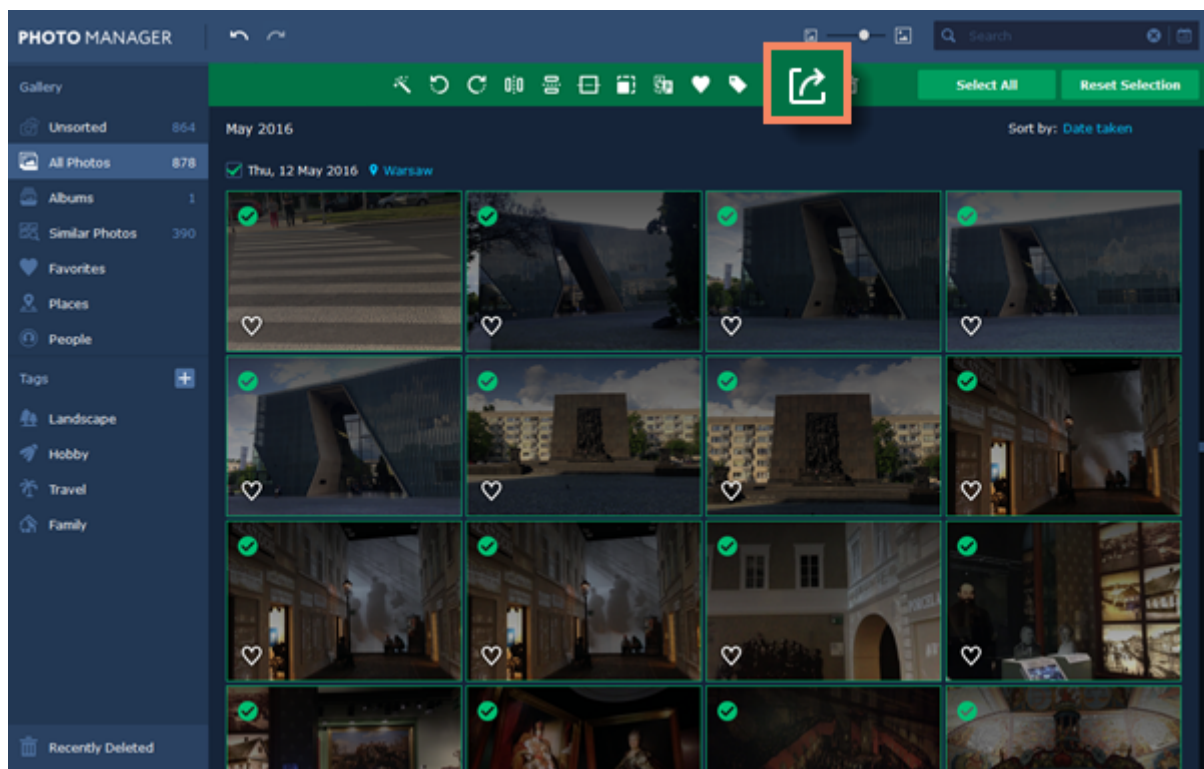 PHOTO MANAGER
Search
Gallery
Select All
Reset Selection
Unsorted 864
May 2016
Sort by: Date taken
All Photos 878
Thu, 12 May 2016 Warsaw
Albums 1
Similar Photos 390
Favorites
Places
People
Tags
Landscape
Hobby
Travel
Family
Recently Deleted